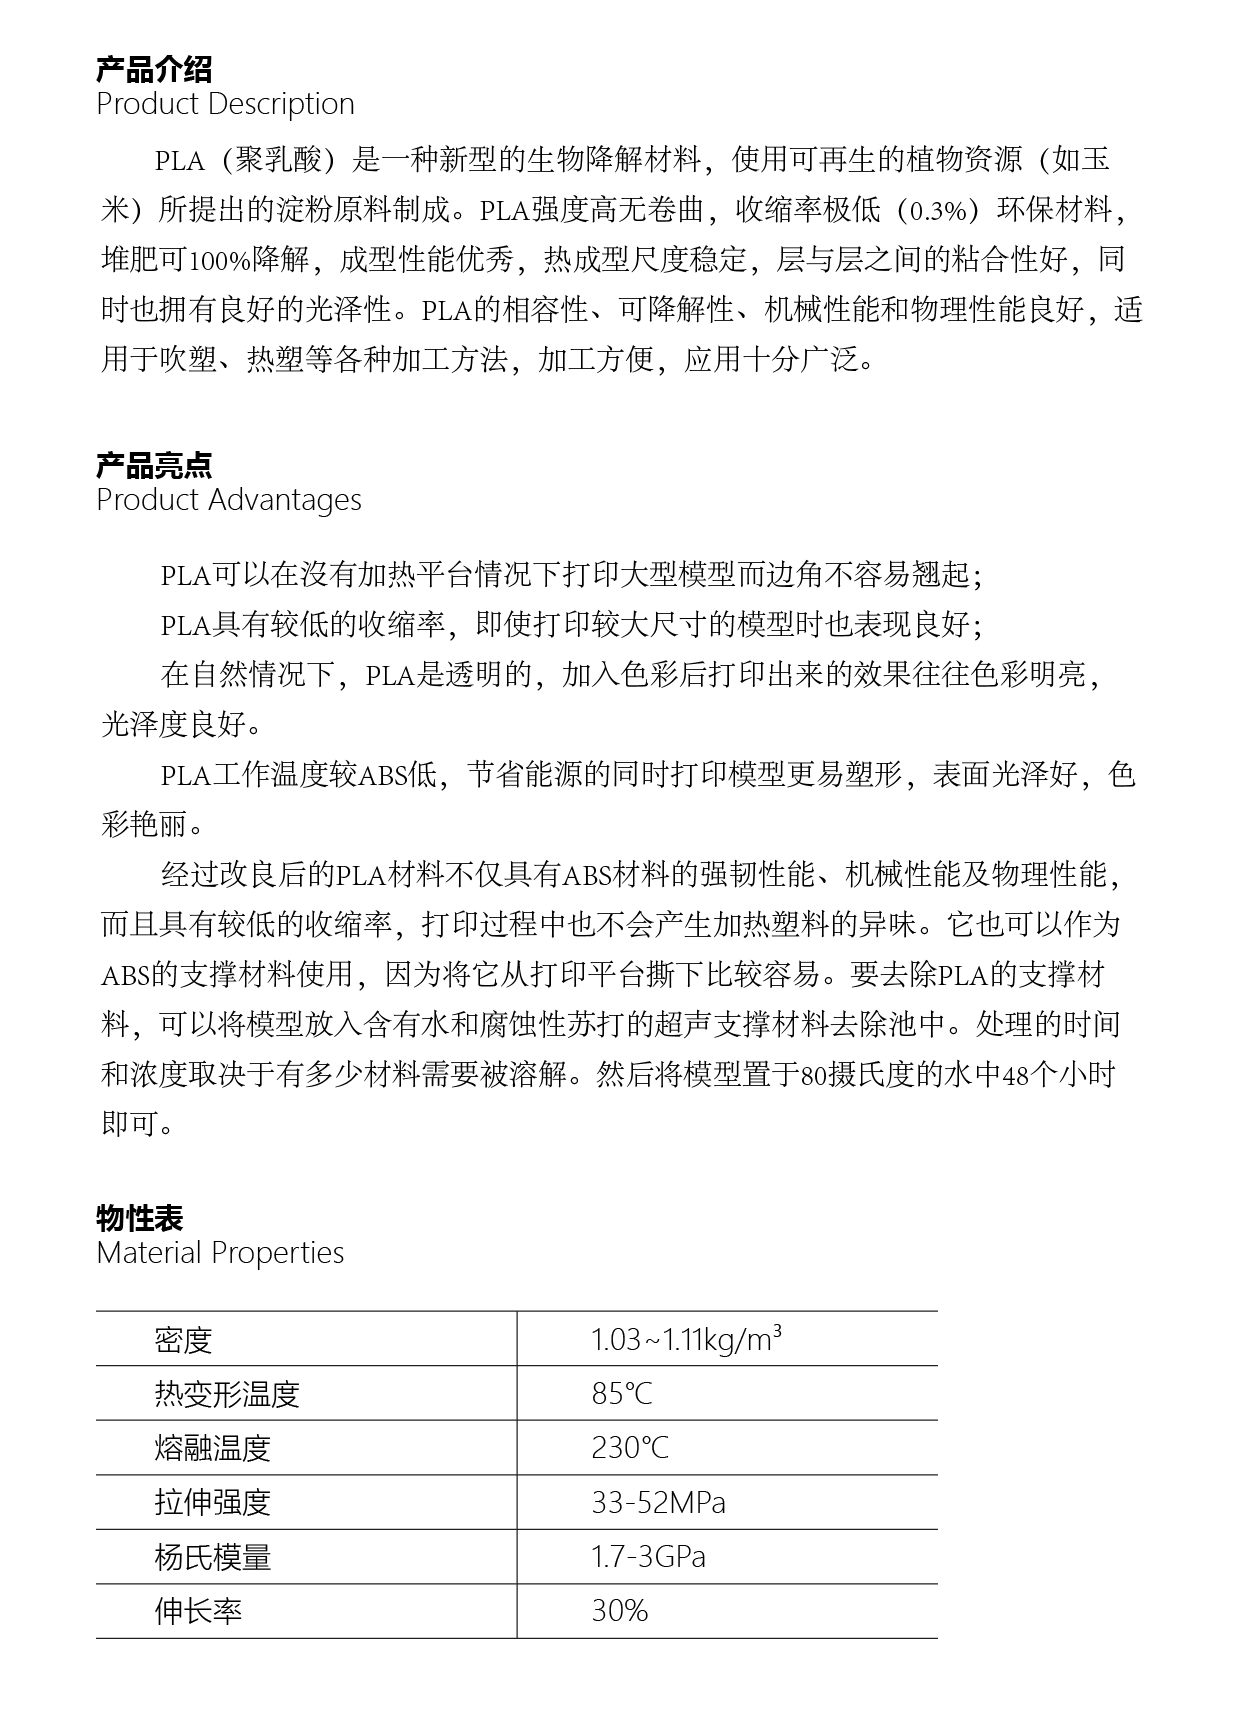 产品介绍
Product Description
PLA（聚乳酸）是一种新型的生物降解材料，使用可再生的植物资源（如玉
米）所提出的淀粉原料制成。PLA强度高无卷曲，收缩率极低（0.3%）环保材料，
堆肥可100%降解，成型性能优秀，热成型尺度稳定，层与层之间的粘合性好，同
时也拥有良好的光泽性。PLA的相容性、可降解性、机械性能和物理性能良好，适
用于吹塑、热塑等各种加工方法，加工方便，应用十分广泛。
产品亮点
Product Advantages
PLA可以在沒有加热平台情况下打印大型模型而边角不容易翘起；
PLA具有较低的收缩率，即使打印较大尺寸的模型时也表现良好；
在自然情况下，PLA是透明的，加入色彩后打印出来的效果往往色彩明亮，
光泽度良好。
PLA工作温度较ABS低，节省能源的同时打印模型更易塑形，表面光泽好，色
彩艳丽。
经过改良后的PLA材料不仅具有ABS材料的强韧性能、机械性能及物理性能，
而且具有较低的收缩率，打印过程中也不会产生加热塑料的异味。它也可以作为
ABS的支撑材料使用，因为将它从打印平台撕下比较容易。要去除PLA的支撑材
料，可以将模型放入含有水和腐蚀性苏打的超声支撑材料去除池中。处理的时间
和浓度取决于有多少材料需要被溶解。然后将模型置于80摄氏度的水中48个小时
即可。
物性表
Material Properties
密度 1.03~1.11kg/m³
热变形温度 85℃
熔融温度 230℃
拉伸强度 33-52MPa
杨氏模量 1.7-3GPa
伸长率 30%